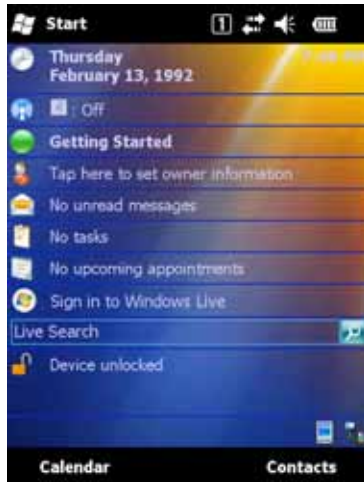 Start
1
Thursday
February 13, 1992
: Off
Getting Started
Tap here to set owner information
No unread messages
No tasks
No upcoming appointments
Sign in to Windows Live
Live Search
Device unlocked
Calendar
Contacts